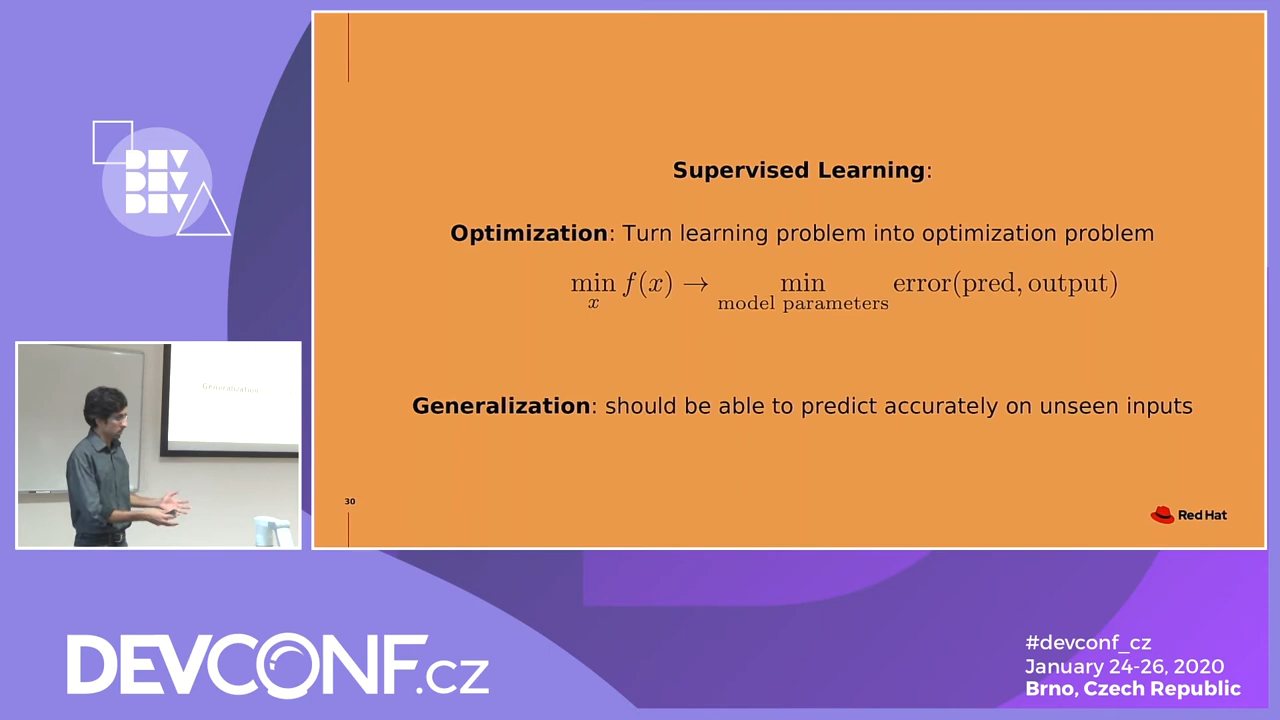 DEV
DEV
DEV
Supervised Learning:
Optimization: Turn learning problem into optimization problem
min f(x) → min error(pred, output)
x model parameters
Generalization: should be able to predict accurately on unseen inputs
30
Red Hat
Generalization
DEVCONF.cz
#devconf_cz
January 24-26, 2020
Brno, Czech Republic